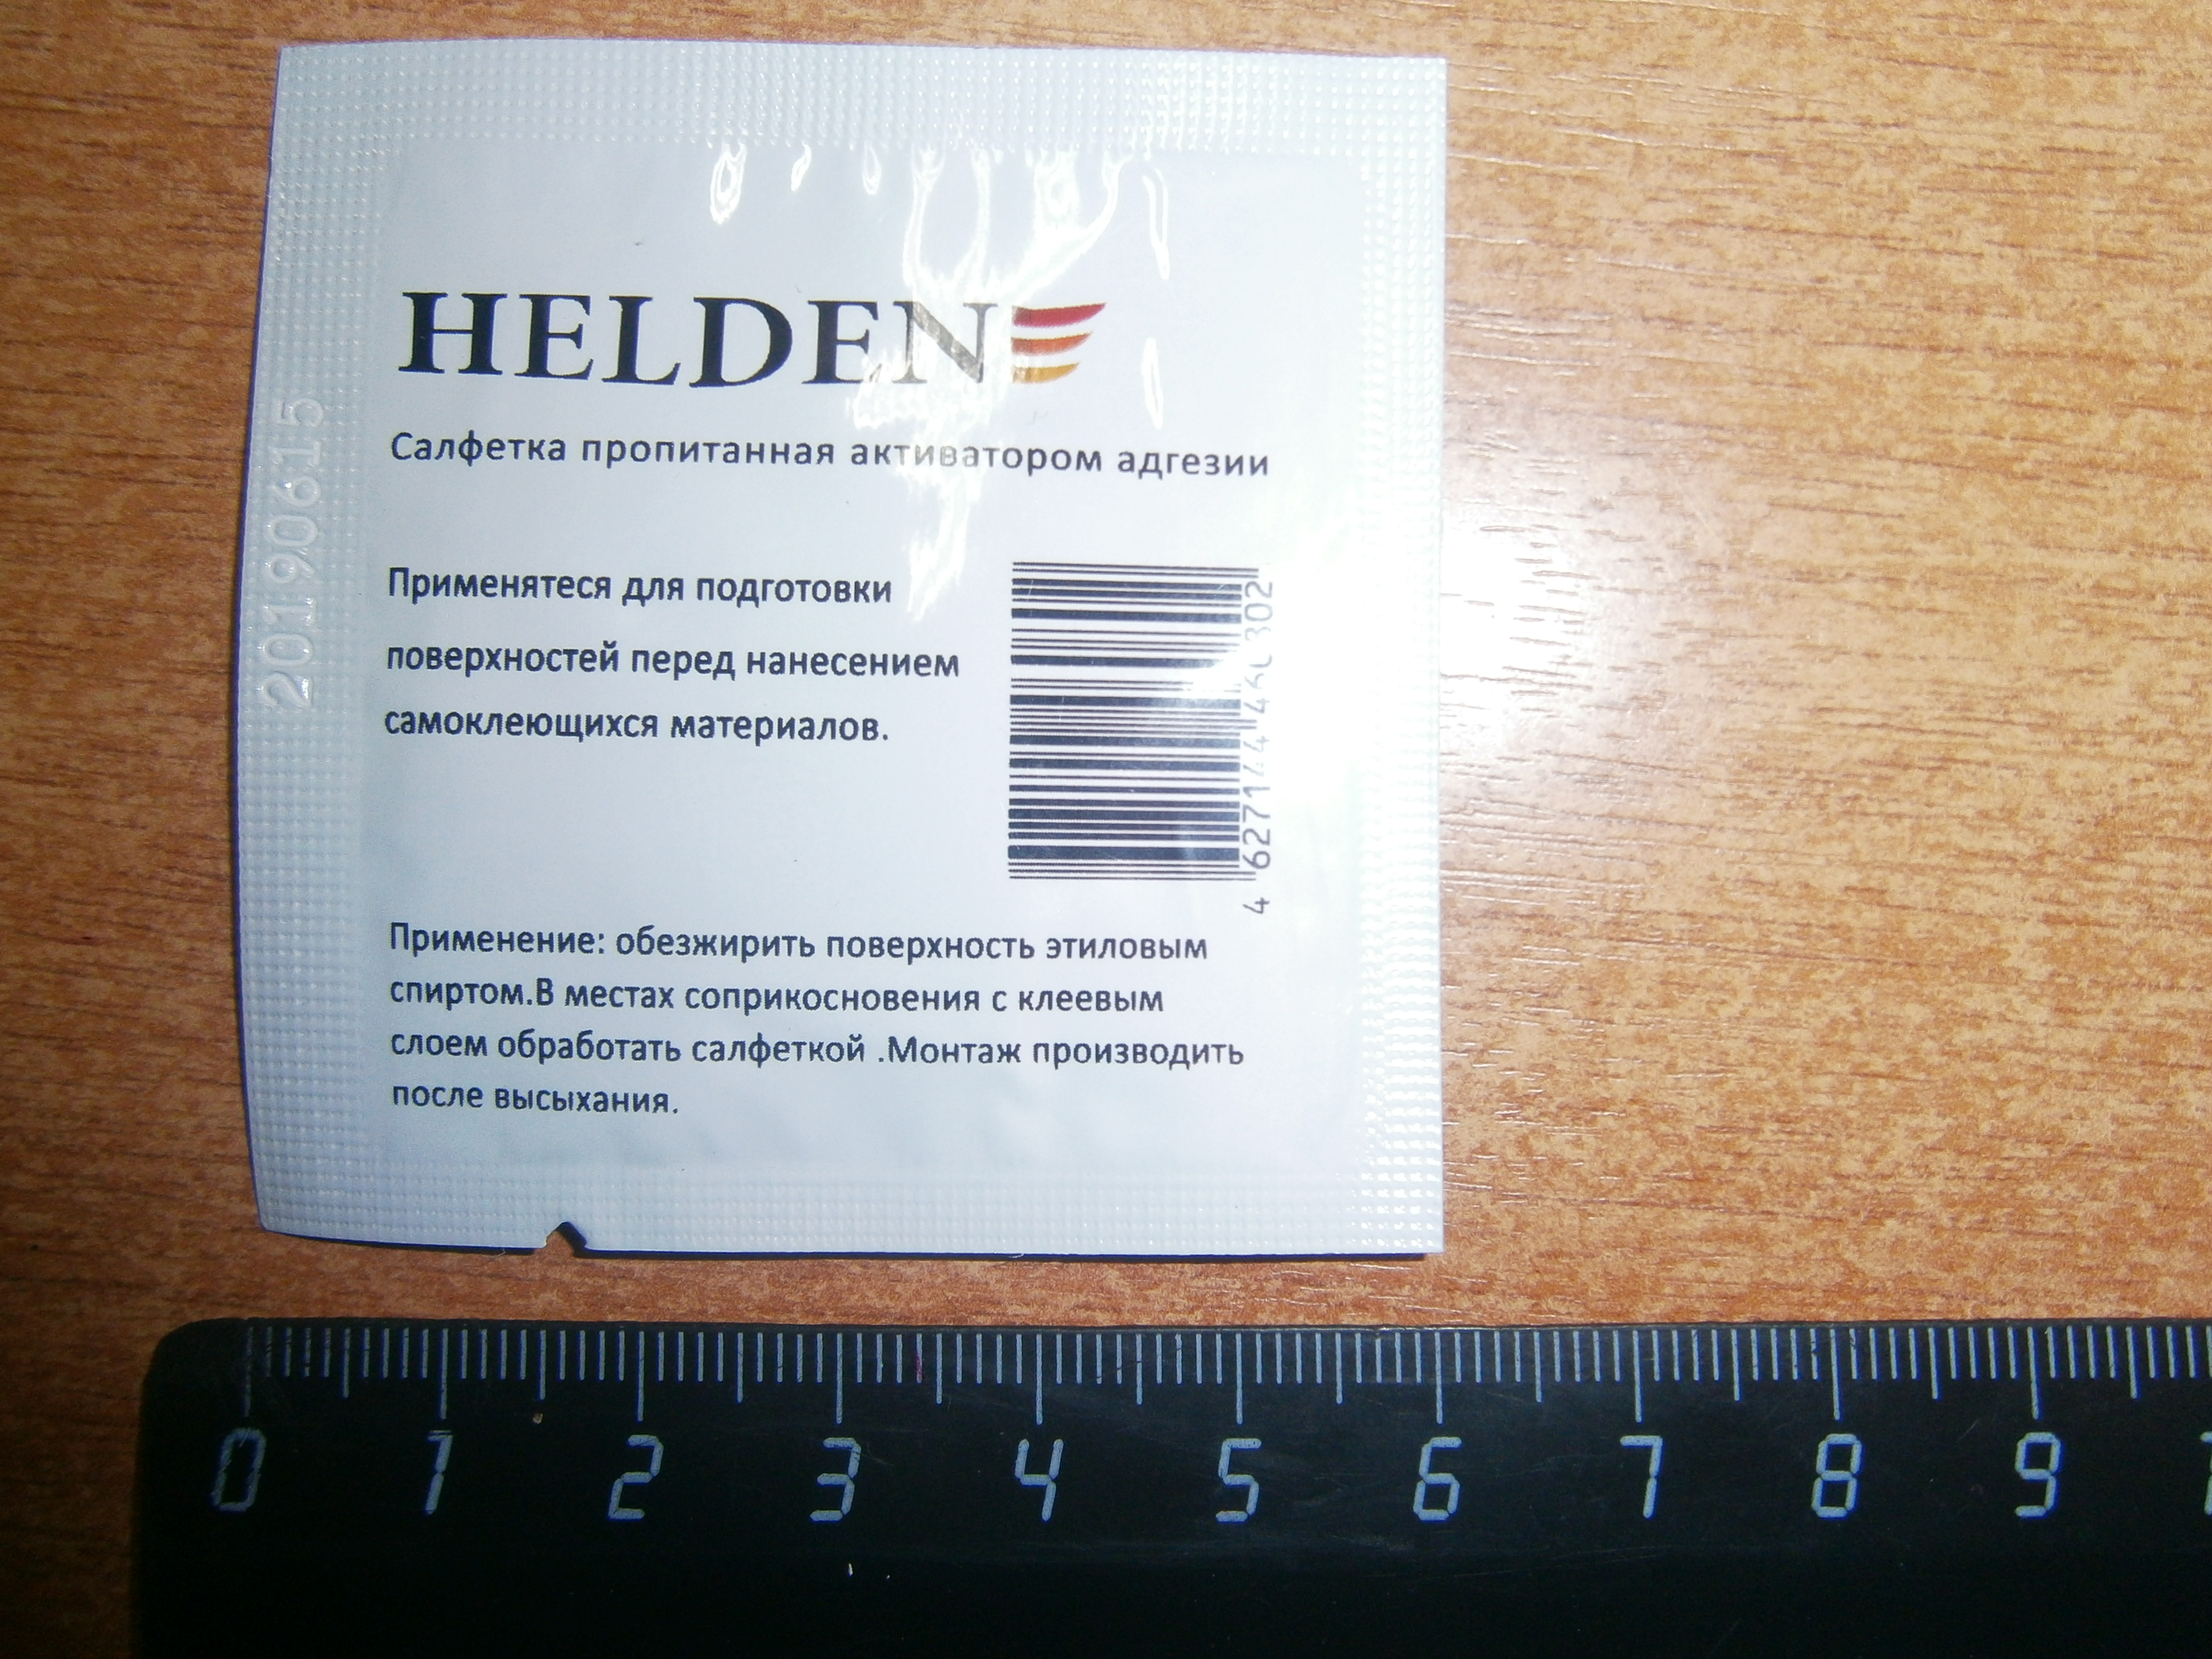 HELDEN
Салфетка пропитанная активатором адгезии
20190615
Применятеся для подготовки
поверхностей перед нанесением
самоклеющихся материалов.
Применение: обезжирить поверхность этиловым
спиртом.В местах соприкосновения с клеевым
слоем обработать салфеткой .Монтаж производить
после высыхания.
0 1 2 3 4 5 6 7 8 9